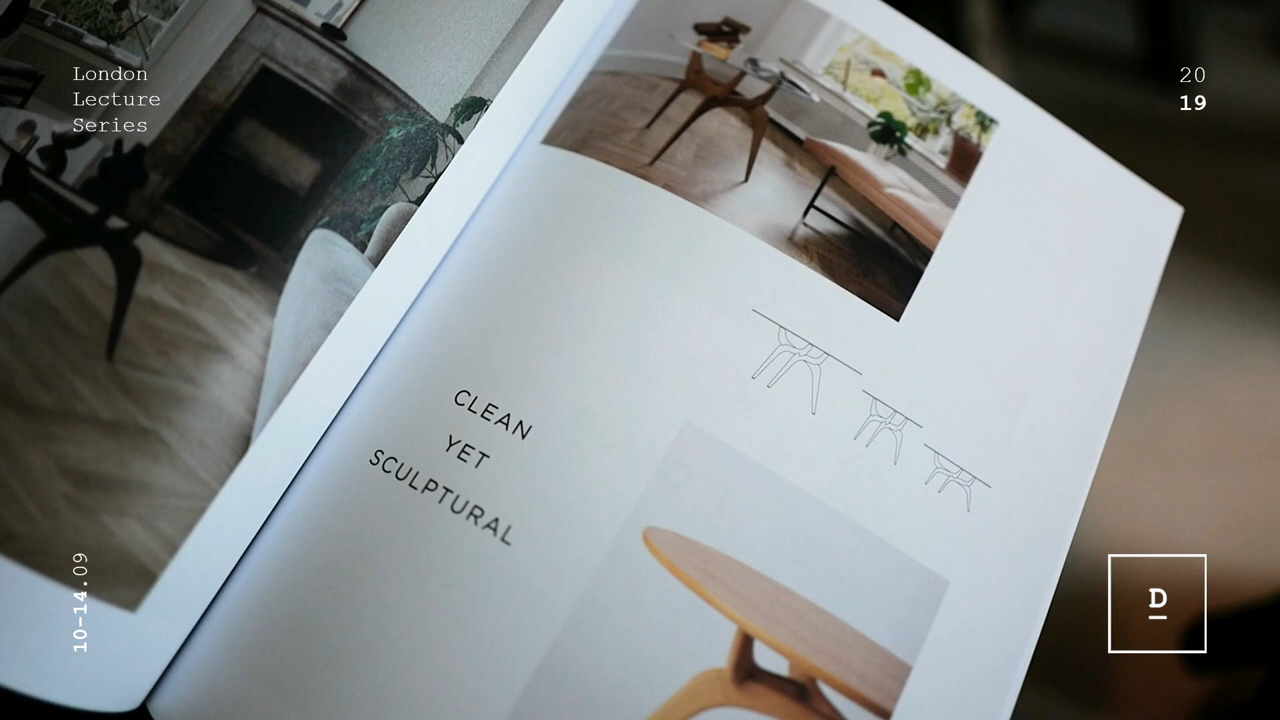 London
Lecture
Series
20
19
CLEAN
YET
SCULPTURAL
10–14.09
D